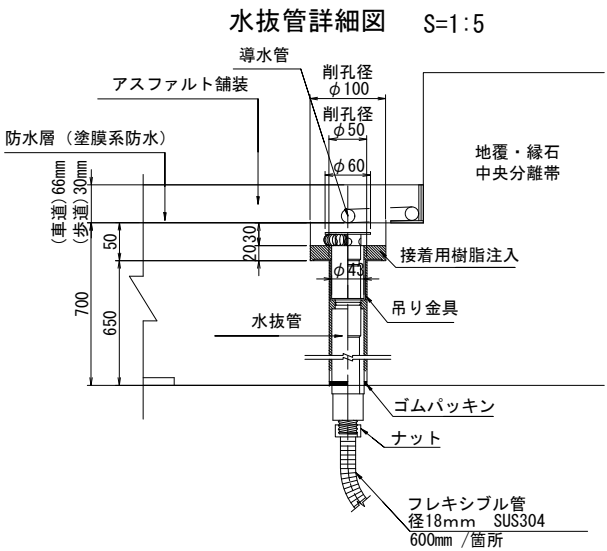 水抜管詳細図 S=1:5
導水管
削孔径
φ100
アスファルト舗装
削孔径
φ50
防水層 (塗膜系防水)
φ60
地覆・縁石
中央分離帯
(車道) 66mm
(歩道) 30mm
30
50
20
接着用樹脂注入
φ43
700
吊り金具
650
水抜管
ゴムパッキン
ナット
フレキシブル管
径18mm SUS304
600mm /箇所